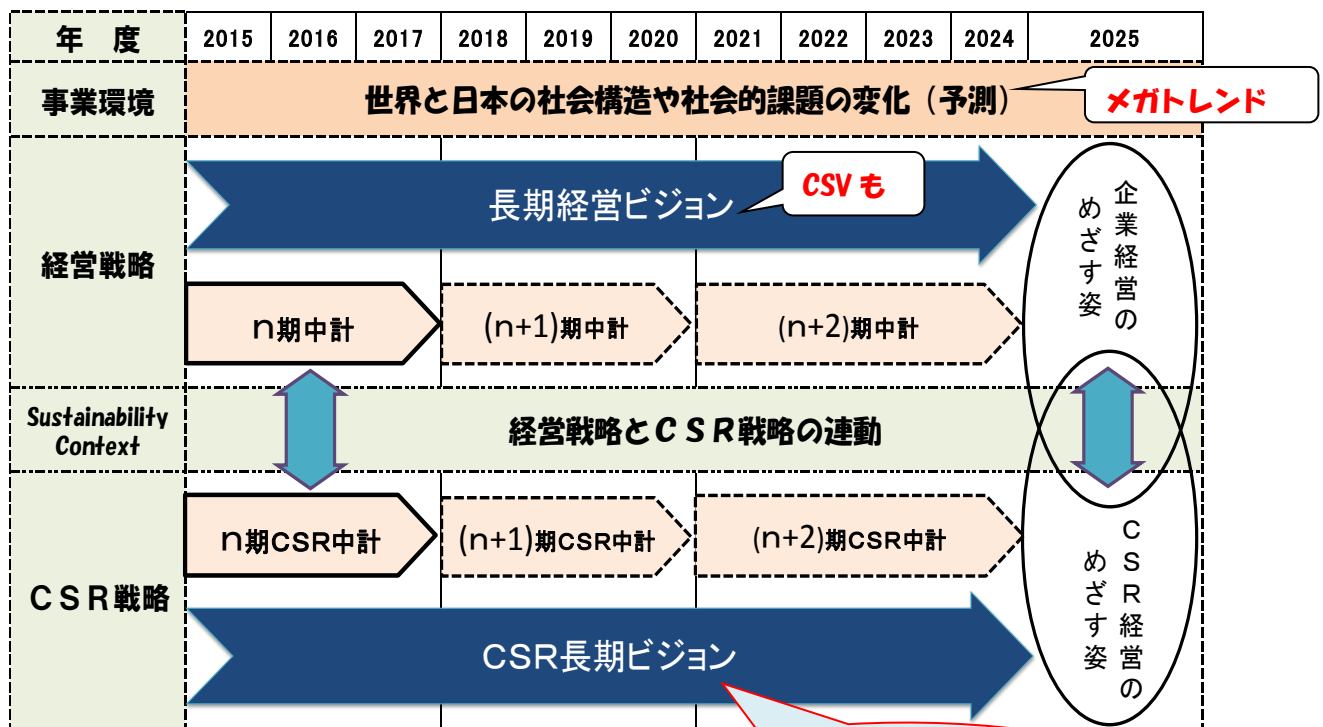 年　度 2015 2016 2017 2018 2019 2020 2021 2022 2023 2024 2025
事業環境
世界と日本の社会構造や社会的課題の変化（予測）
メガトレンド
経営戦略
長期経営ビジョン
CSV も
n期中計
(n+1)期中計
(n+2)期中計
企業経営の
めざす姿
Sustainability
Context
経営戦略とＣＳＲ戦略の連動
ＣＳＲ戦略
n期CSR中計
(n+1)期CSR中計
(n+2)期CSR中計
CSR長期ビジョン
ＣＳＲ経営の
めざす姿